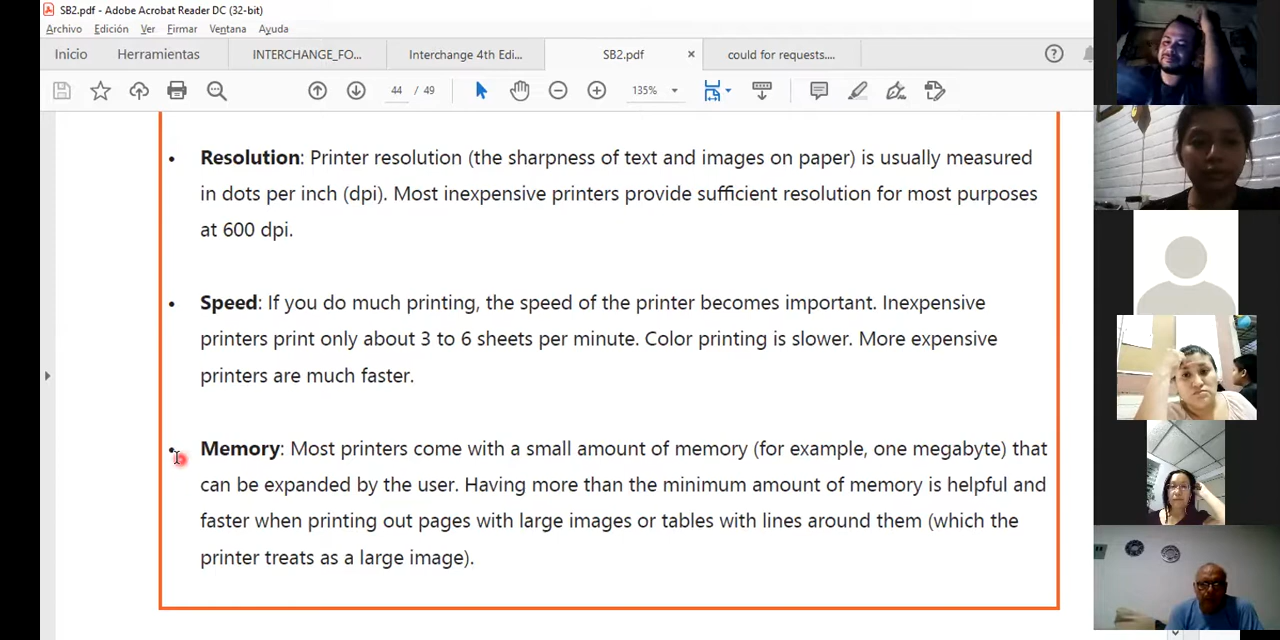 SB2.pdf - Adobe Acrobat Reader DC (32-bit)
Archivo Edición Ver Firmar Ventana Ayuda
Inicio Herramientas INTERCHANGE_FO... Interchange 4th Edi... SB2.pdf × could for requests....
44 / 49 135%
• Resolution: Printer resolution (the sharpness of text and images on paper) is usually measured
in dots per inch (dpi). Most inexpensive printers provide sufficient resolution for most purposes
at 600 dpi.
• Speed: If you do much printing, the speed of the printer becomes important. Inexpensive
printers print only about 3 to 6 sheets per minute. Color printing is slower. More expensive
printers are much faster.
• Memory: Most printers come with a small amount of memory (for example, one megabyte) that
can be expanded by the user. Having more than the minimum amount of memory is helpful and
faster when printing out pages with large images or tables with lines around them (which the
printer treats as a large image).